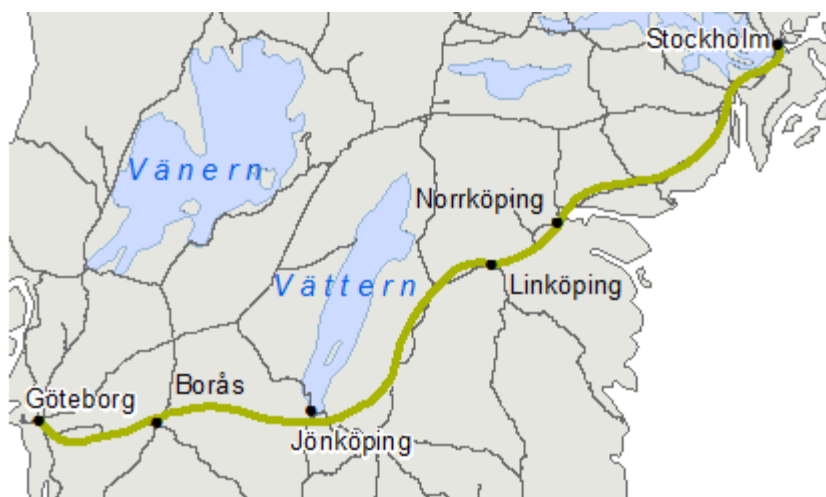 Stockholm
Vänern
Norrköping
Vättern
Linköping
Borås
Göteborg
Jönköping